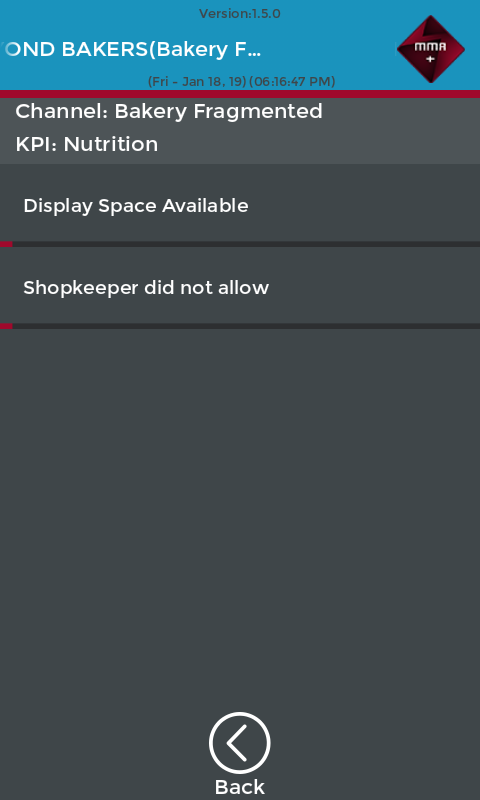 Version:1.5.0
OND BAKERS(Bakery F...
MMA
+
(Fri - Jan 18, 19) (06:16:47 PM)
Channel: Bakery Fragmented
KPI: Nutrition
Display Space Available
Shopkeeper did not allow
Back